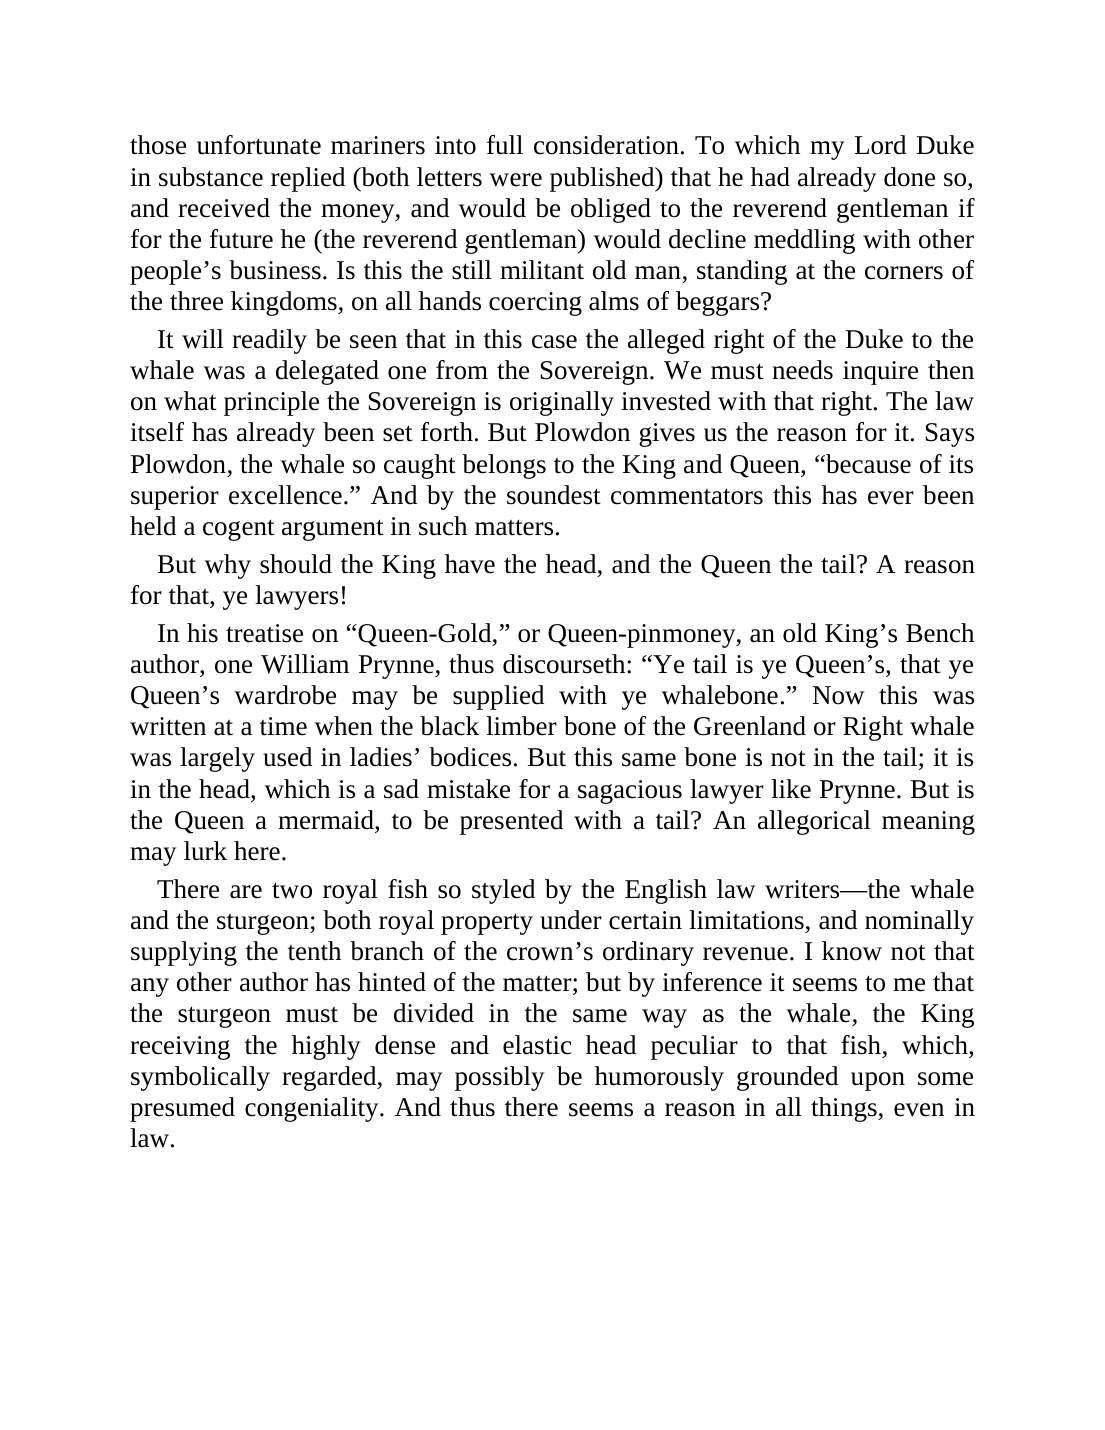 those unfortunate mariners into full consideration. To which my Lord Duke
in substance replied (both letters were published) that he had already done so,
and received the money, and would be obliged to the reverend gentleman if
for the future he (the reverend gentleman) would decline meddling with other
people’s business. Is this the still militant old man, standing at the corners of
the three kingdoms, on all hands coercing alms of beggars?
It will readily be seen that in this case the alleged right of the Duke to the
whale was a delegated one from the Sovereign. We must needs inquire then
on what principle the Sovereign is originally invested with that right. The law
itself has already been set forth. But Plowdon gives us the reason for it. Says
Plowdon, the whale so caught belongs to the King and Queen, “because of its
superior excellence.” And by the soundest commentators this has ever been
held a cogent argument in such matters.
But why should the King have the head, and the Queen the tail? A reason
for that, ye lawyers!
In his treatise on “Queen-Gold,” or Queen-pinmoney, an old King’s Bench
author, one William Prynne, thus discourseth: “Ye tail is ye Queen’s, that ye
Queen’s wardrobe may be supplied with ye whalebone.” Now this was
written at a time when the black limber bone of the Greenland or Right whale
was largely used in ladies’ bodices. But this same bone is not in the tail; it is
in the head, which is a sad mistake for a sagacious lawyer like Prynne. But is
the Queen a mermaid, to be presented with a tail? An allegorical meaning
may lurk here.
There are two royal fish so styled by the English law writers—the whale
and the sturgeon; both royal property under certain limitations, and nominally
supplying the tenth branch of the crown’s ordinary revenue. I know not that
any other author has hinted of the matter; but by inference it seems to me that
the sturgeon must be divided in the same way as the whale, the King
receiving the highly dense and elastic head peculiar to that fish, which,
symbolically regarded, may possibly be humorously grounded upon some
presumed congeniality. And thus there seems a reason in all things, even in
law.